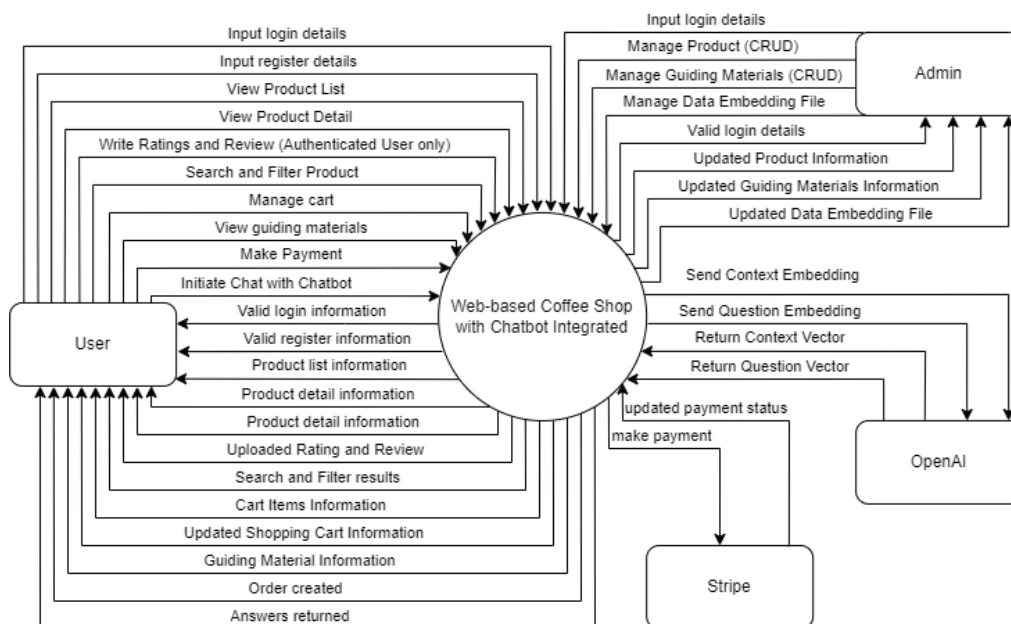 Input login details
Input register details
View Product List
View Product Detail
Write Ratings and Review (Authenticated User only)
Search and Filter Product
Manage cart
View guiding materials
Make Payment
Initiate Chat with Chatbot
Valid login information
Valid register information
Product list information
Product detail information
Product detail information
Uploaded Rating and Review
Search and Filter results
Cart Items Information
Updated Shopping Cart Information
Guiding Material Information
Order created
Answers returned
User
Web-based Coffee Shop
with Chatbot Integrated
Input login details
Manage Product (CRUD)
Manage Guiding Materials (CRUD)
Manage Data Embedding File
Valid login details
Updated Product Information
Updated Guiding Materials Information
Updated Data Embedding File
Admin
Send Context Embedding
Send Question Embedding
Return Context Vector
Return Question Vector
OpenAI
updated payment status
make payment
Stripe